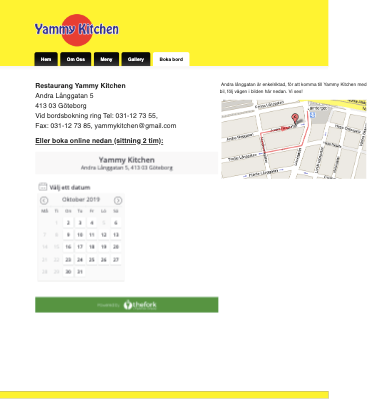 Yammy Kitchen
Hem
Om Oss
Meny
Gallery
Boka bord
Restaurang Yammy Kitchen
Andra Långgatan 5
413 03 Göteborg
Vid bordsbokning ring Tel: 031-12 73 55,
Fax: 031-12 73 85, yammykitchen@gmail.com
Eller boka online nedan (sittning 2 tim):
Andra långgatan är enkelriktad, för att komma till Yammy Kitchen med
bil, följ vägen i bilden här nedan. Vi ses!
Yammy Kitchen
Andra Långgatan 5, 413 03 Göteborg
Välj ett datum
Oktober 2019
Må Ti On To Fr Lö Sö
1 2 3 4 5 6
7 8 9 10 11 12 13
14 15 16 17 18 19 20
21 22 23 24 25 26 27
28 29 30 31
thefork